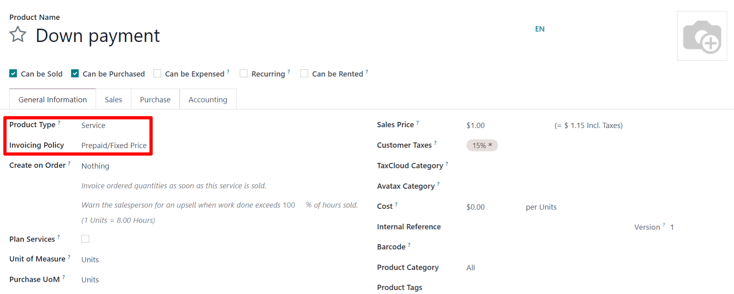 Product Name
Down payment
EN
Can be Sold Can be Purchased Can be Expensed ? Recurring ? Can be Rented ?
General Information Sales Purchase Accounting
Product Type ? Service
Sales Price ? $1.00 (= $ 1.15 Incl. Taxes)
Invoicing Policy Prepaid/Fixed Price
Customer Taxes ? 15% ×
Create on Order ? Nothing
TaxCloud Category ?
Invoice ordered quantities as soon as this service is sold.
Avatax Category ?
Warn the salesperson for an upsell when work done exceeds 100 % of hours sold.
(1 Units = 8.00 Hours)
Cost ? $0.00 per Units
Internal Reference Version ? 1
Plan Services ?
Barcode ?
Unit of Measure ? Units
Product Category All
Purchase UoM ? Units
Product Tags